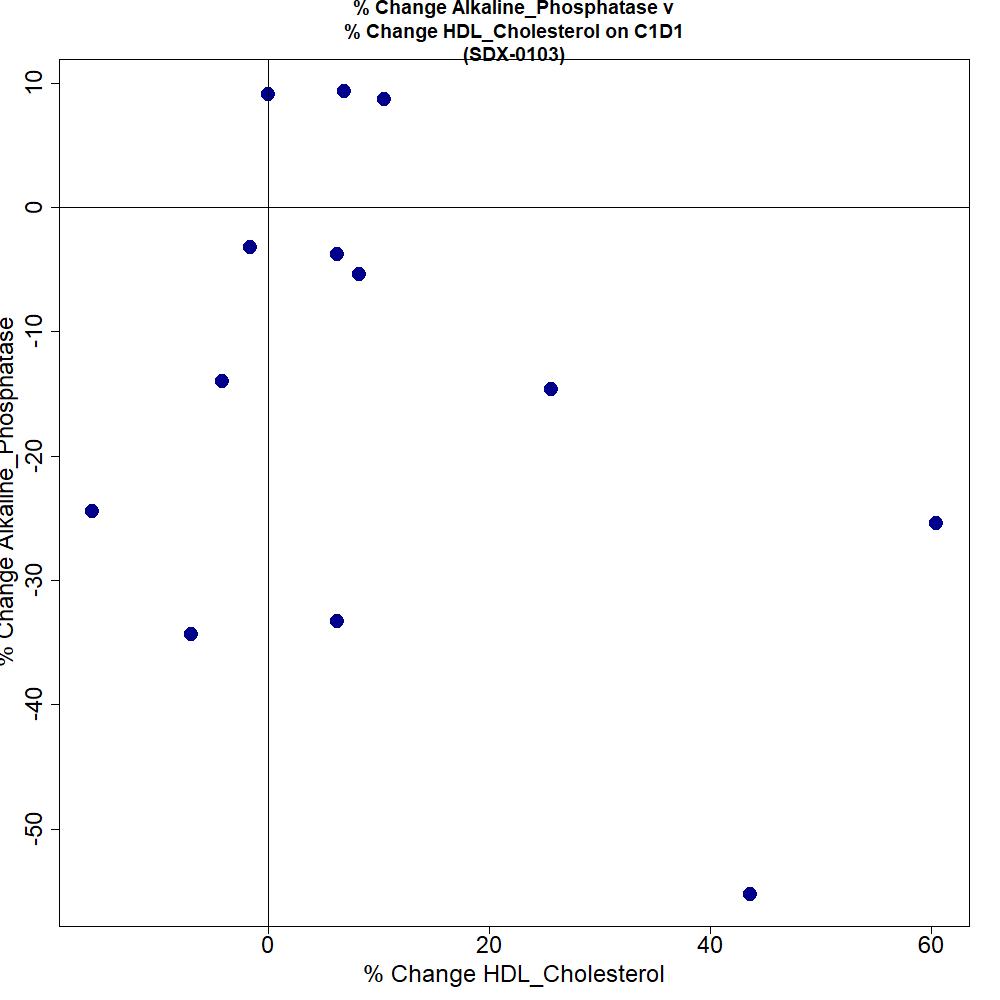 % Change Alkaline_Phosphatase v
% Change HDL_Cholesterol on C1D1
(SDX-0103)
10
0
-10
-20
-30
-40
-50
% Change Alkaline_Phosphatase
0
20
40
60
% Change HDL_Cholesterol